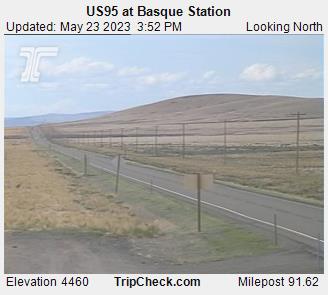 US95 at Basque Station
Updated: May 23 2023 3:52 PM Looking North
Elevation 4460 TripCheck.com Milepost 91.62